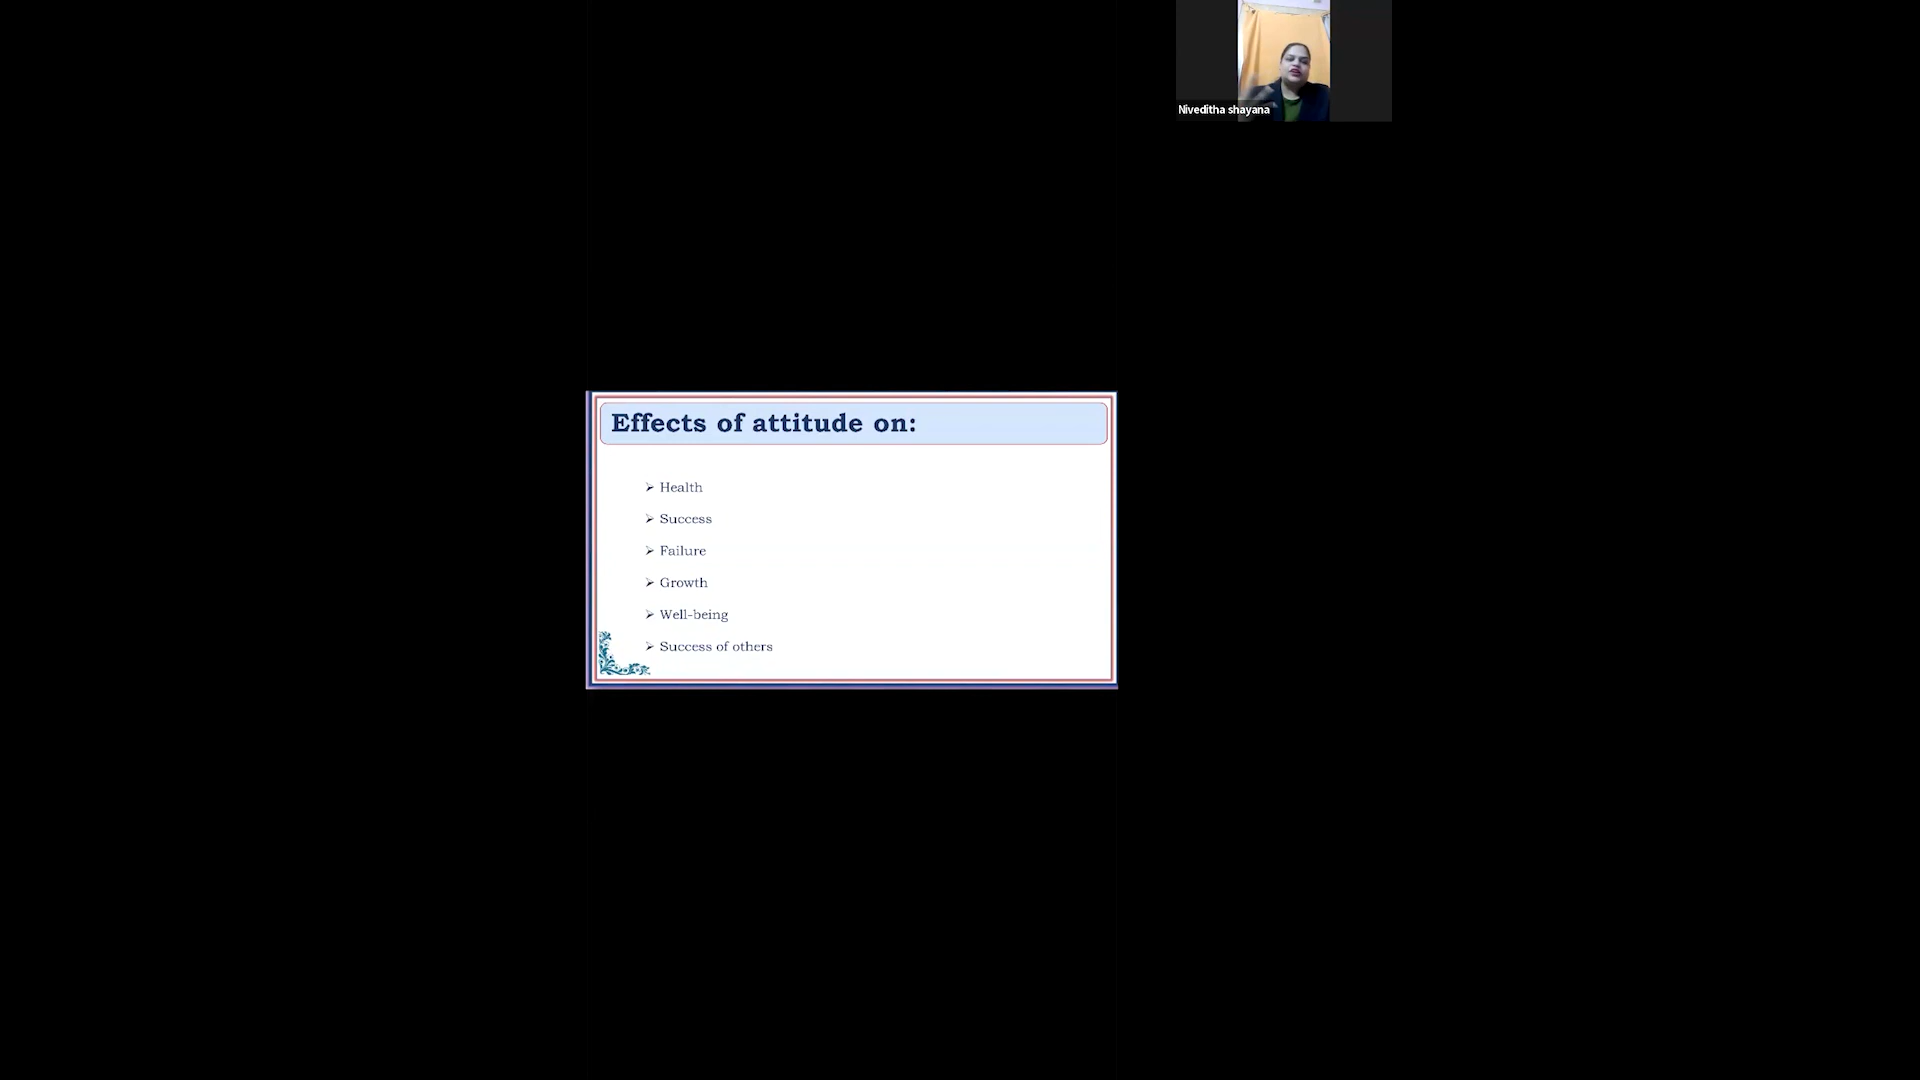 Niveditha shayana
Effects of attitude on:
➢ Health
➢ Success
➢ Failure
➢ Growth
➢ Well-being
➢ Success of others